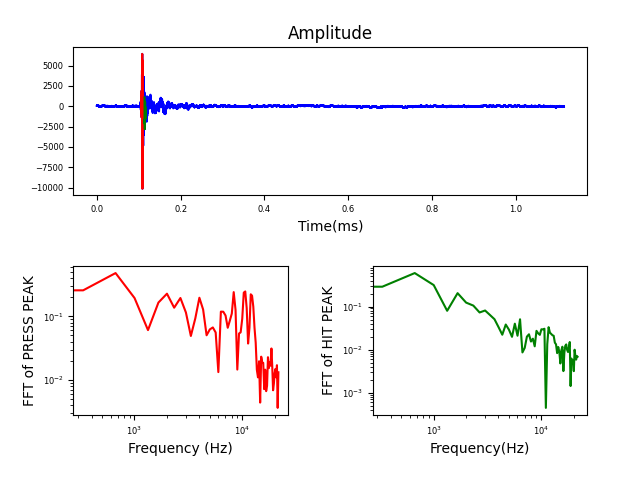 Amplitude
5000
2500
0
−2500
−5000
−7500
−10000
0.0 0.2 0.4 0.6 0.8 1.0
Time(ms)
FFT of PRESS PEAK
10⁻¹
10⁻²
10³ 10⁴
Frequency (Hz)
FFT of HIT PEAK
10⁻¹
10⁻²
10⁻³
10³ 10⁴
Frequency(Hz)